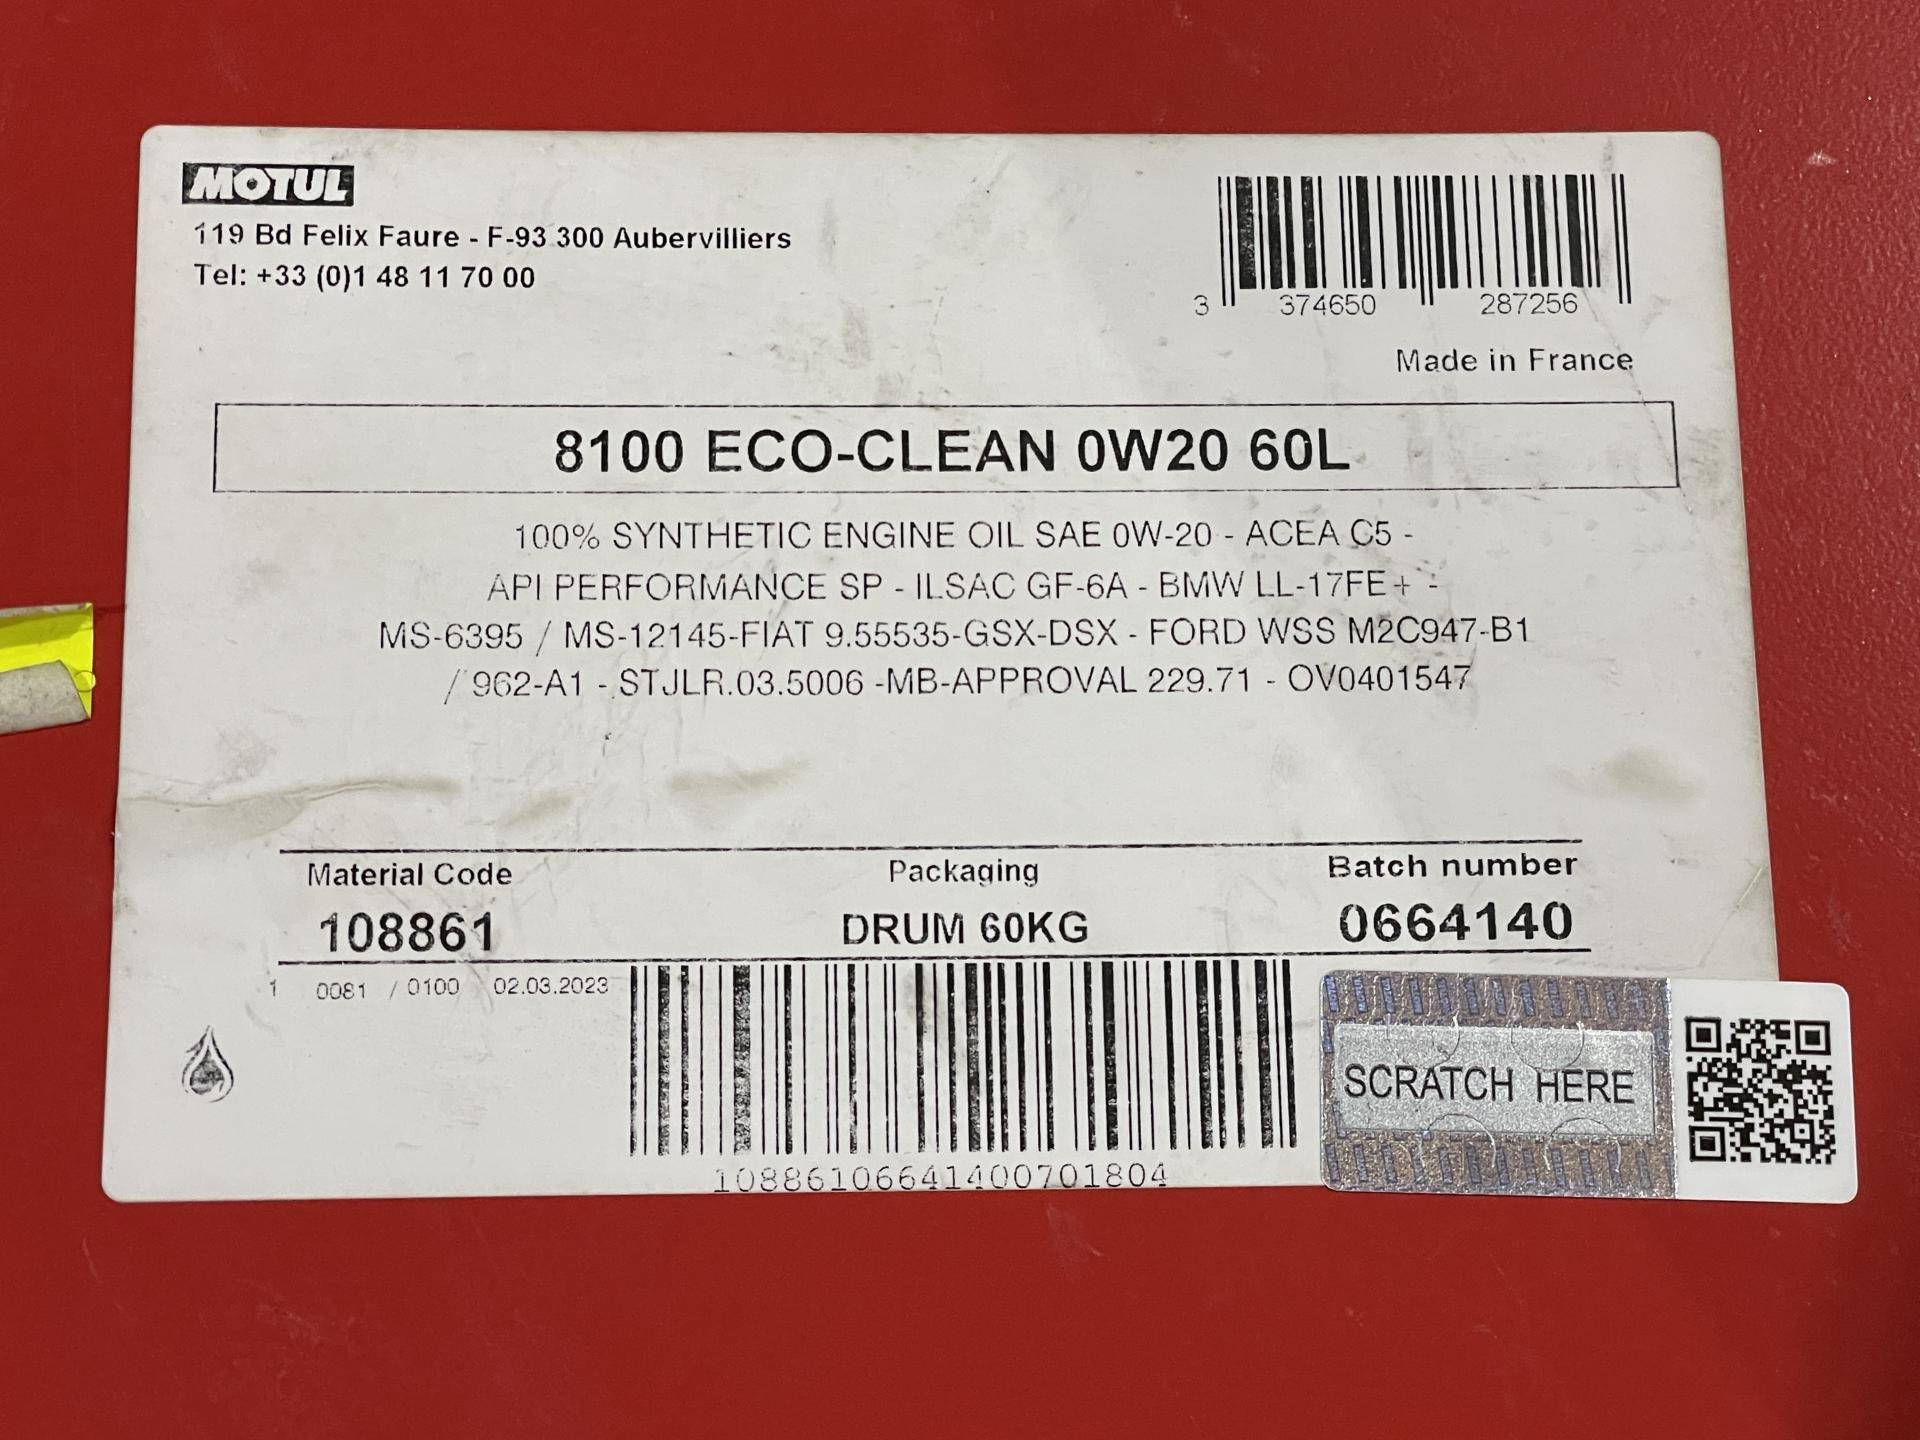 MOTUL
119 Bd Felix Faure - F-93 300 Aubervilliers
Tel: +33 (0)1 48 11 70 00
3 374650 287256
Made in France
8100 ECO-CLEAN 0W20 60L
100% SYNTHETIC ENGINE OIL SAE 0W-20 - ACEA C5 -
API PERFORMANCE SP - ILSAC GF-6A - BMW LL-17FE+ -
MS-6395 / MS-12145-FIAT 9.55535-GSX-DSX - FORD WSS M2C947-B1
/ 962-A1 - STJLR.03.5006 -MB-APPROVAL 229.71 - OV0401547
Material Code Packaging Batch number
108861 DRUM 60KG 0664140
1 0081 / 0100 02.03.2023
10886106641400701804
SCRATCH HERE